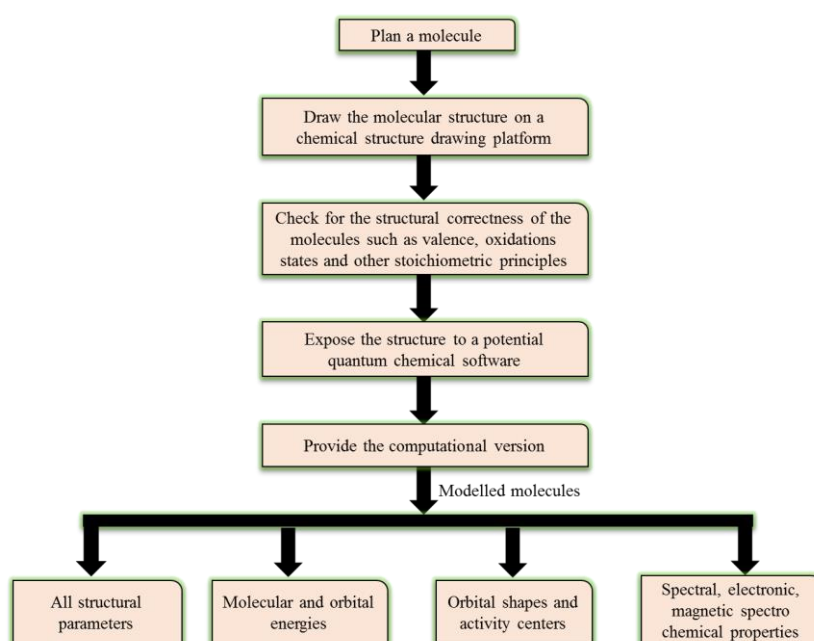 Plan a molecule
Draw the molecular structure on a
chemical structure drawing platform
Check for the structural correctness of the
molecules such as valence, oxidations
states and other stoichiometric principles
Expose the structure to a potential
quantum chemical software
Provide the computational version
Modelled molecules
All structural
parameters
Molecular and orbital
energies
Orbital shapes and
activity centers
Spectral, electronic,
magnetic spectro
chemical properties